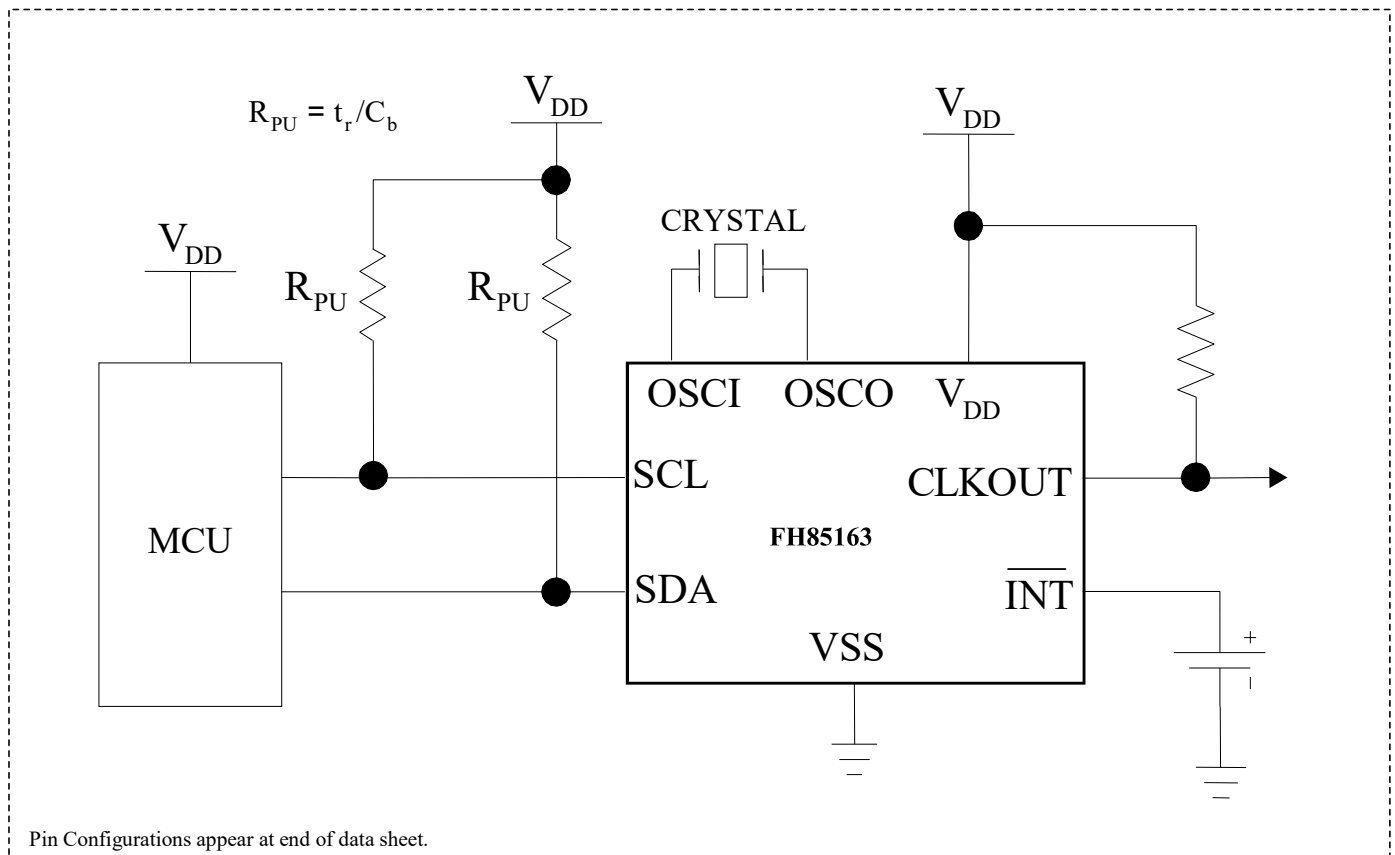 R_PU = t_r/C_b
V_DD
V_DD
CRYSTAL
V_DD
R_PU
R_PU
OSCI
OSCO
V_DD
SCL
CLKOUT
MCU
FH85163
SDA
INT
VSS
+
-
Pin Configurations appear at end of data sheet.